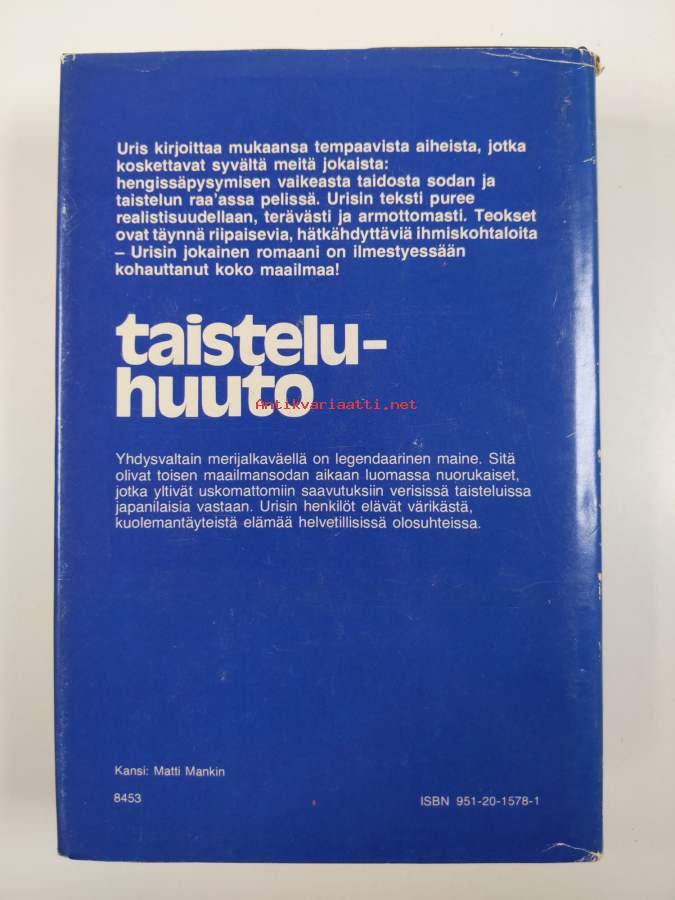 Uris kirjoittaa mukaansa tempaavista aiheista, jotka
koskettavat syvältä meitä jokaista:
hengissäpysymisen vaikeasta taidosta sodan ja
taistelun raa'assa pelissä. Urisin teksti puree
realistisuudellaan, terävästi ja armottomasti. Teokset
ovat täynnä riipaisevia, hätkähdyttäviä ihmiskohtaloita
– Urisin jokainen romaani on ilmestyessään
kohauttanut koko maailmaa!
taistelu-
huuto
Antikvariaatti.net
Yhdysvaltain merijalkaväellä on legendaarinen maine. Sitä
olivat toisen maailmansodan aikaan luomassa nuorukaiset,
jotka yltivät uskomattomiin saavutuksiin verisissä taisteluissa
japanilaisia vastaan. Urisin henkilöt elävät värikästä,
kuolemantäyteistä elämää helvetillisissä olosuhteissa.
Kansi: Matti Mankin
8453
ISBN 951-20-1578-1